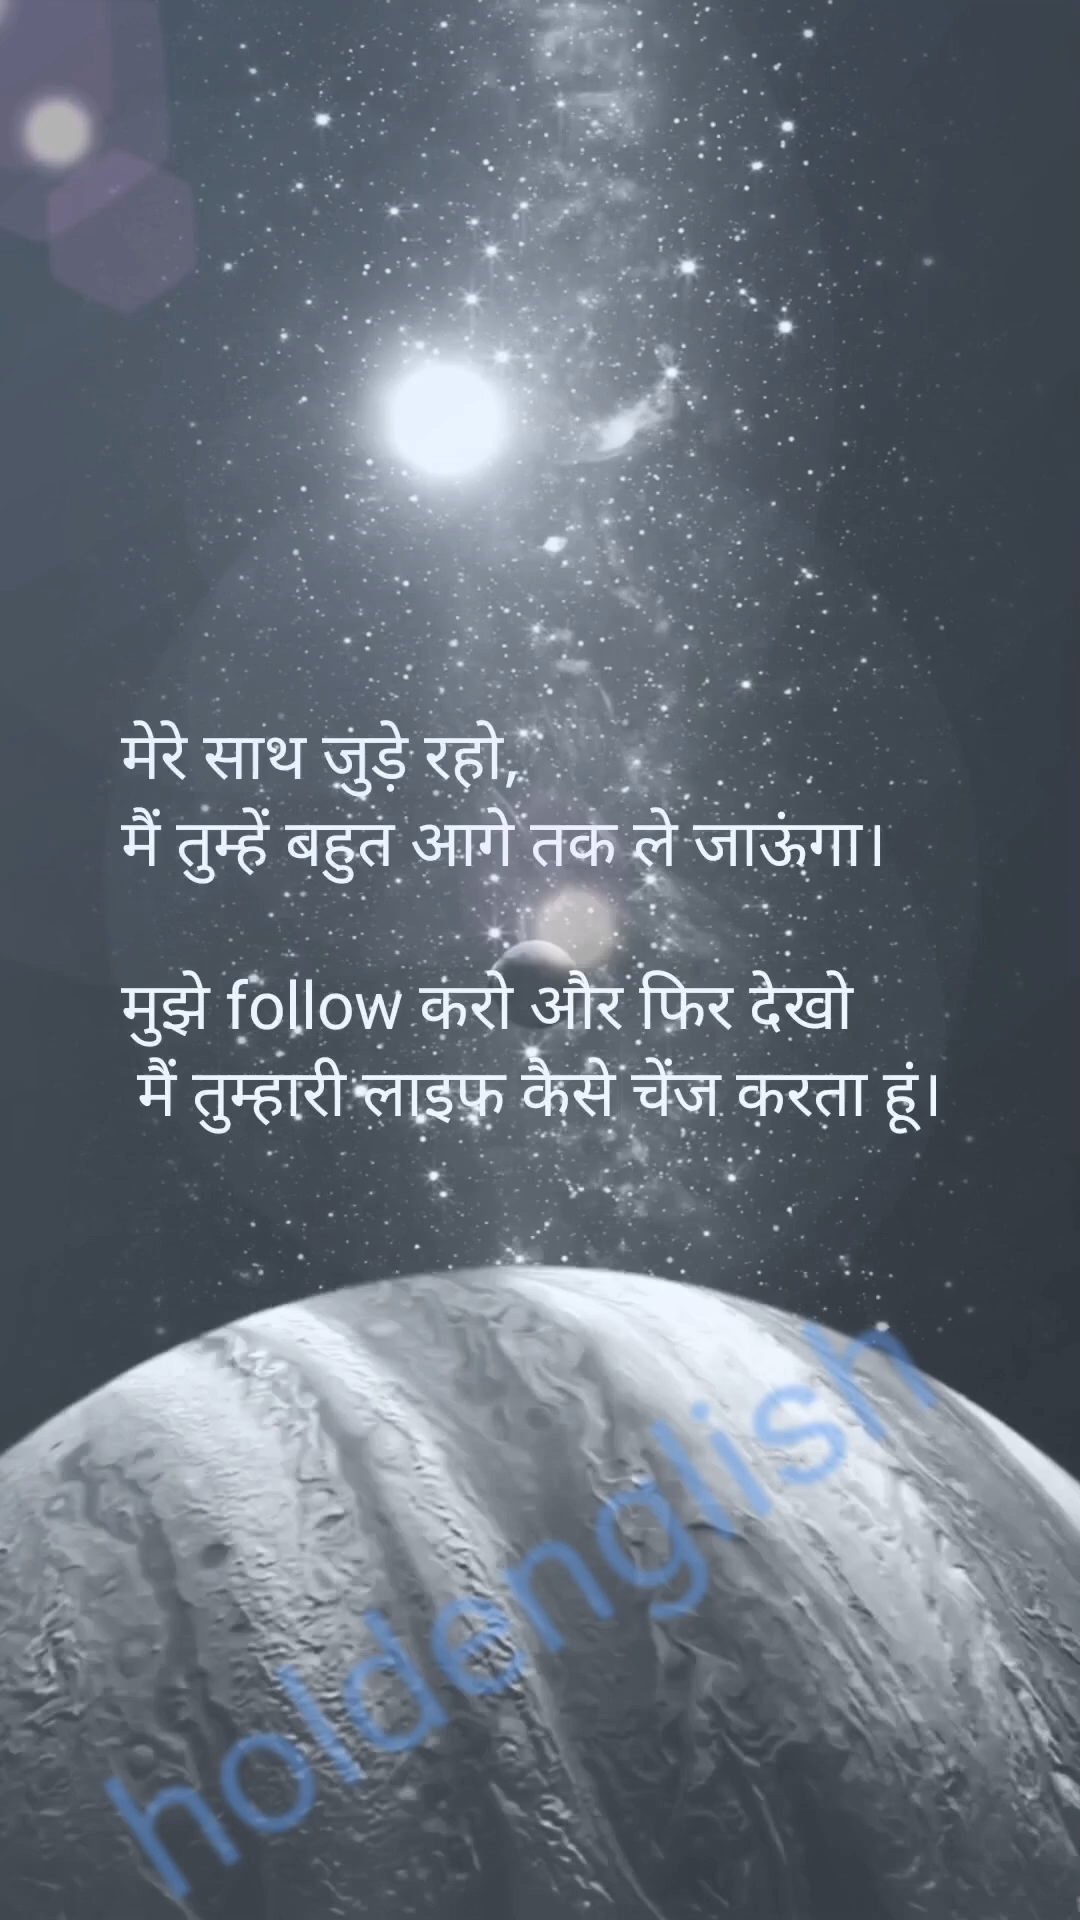 मेरे साथ जुड़े रहो,
मैं तुम्हें बहुत आगे तक ले जाऊंगा।
मुझे follow करो और फिर देखो
मैं तुम्हारी लाइफ कैसे चेंज करता हूं।
holdenglish